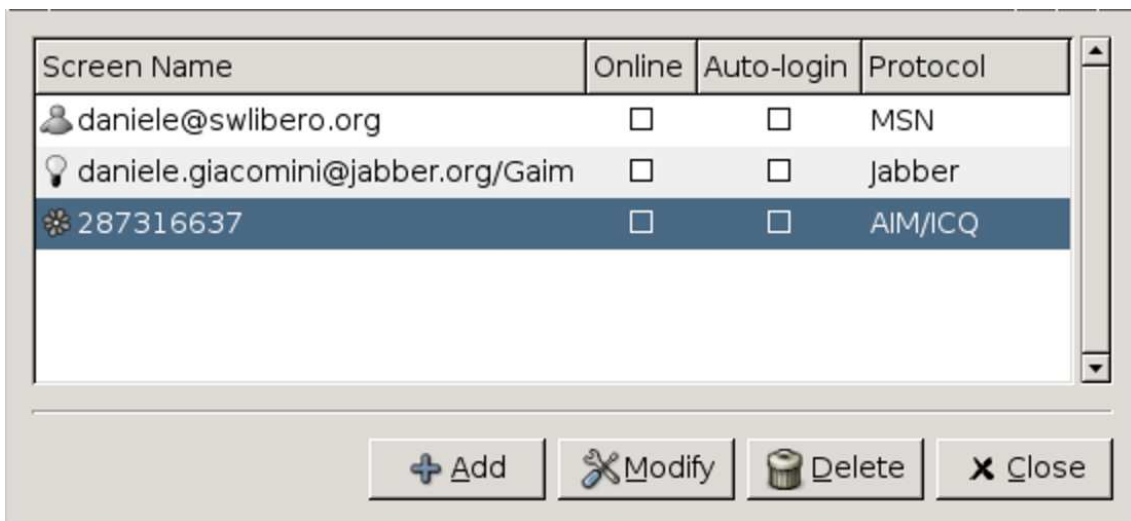 Screen Name Online Auto-login Protocol
daniele@swlibero.org MSN
daniele.giacomini@jabber.org/Gaim Jabber
287316637 AIM/ICQ
Add Modify Delete Close